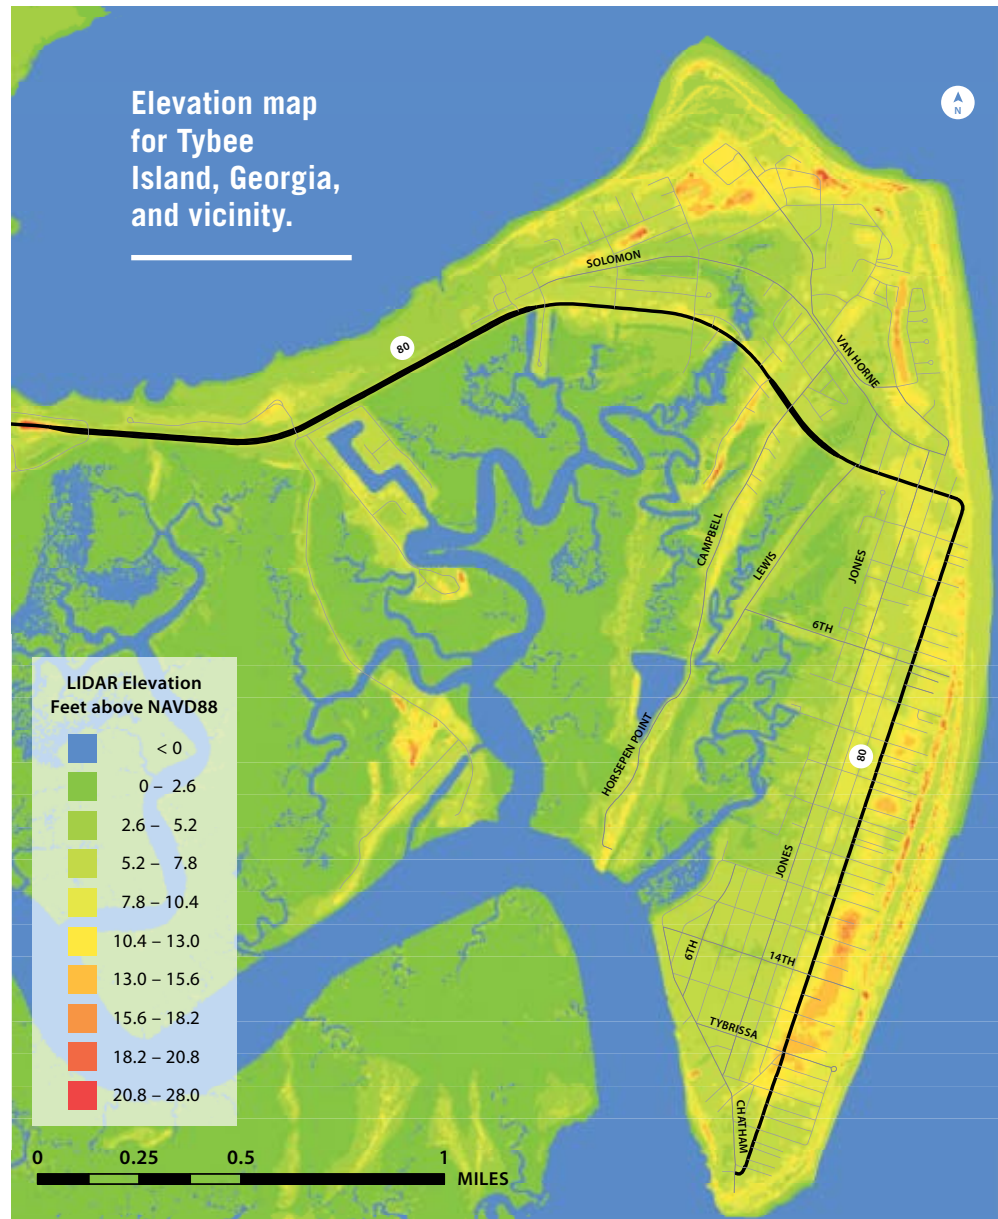 Elevation map
for Tybee
Island, Georgia,
and vicinity.
N
SOLOMON
80
VAN HORNE
CAMPBELL
LEWIS
JONES
6TH
HORSEPEN POINT
80
JONES
6TH
14TH
TYBRISSA
CHATHAM
LIDAR Elevation
Feet above NAVD88
< 0
0 – 2.6
2.6 – 5.2
5.2 – 7.8
7.8 – 10.4
10.4 – 13.0
13.0 – 15.6
15.6 – 18.2
18.2 – 20.8
20.8 – 28.0
0 0.25 0.5 1
MILES